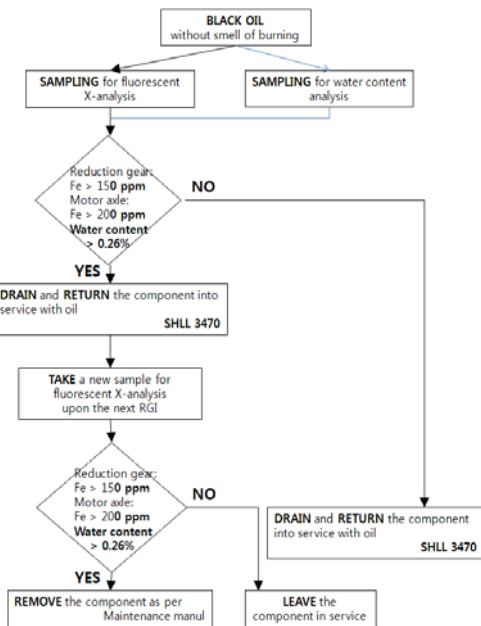 BLACK OIL
without smell of burning
SAMPLING for fluorescent
X-analysis
SAMPLING for water content
analysis
Reduction gear:
Fe > 150 ppm
Motor axle:
Fe > 200 ppm
Water content
> 0.26%
NO
YES
DRAIN and RETURN the component into
service with oil
SHLL 3470
TAKE a new sample for
fluorescent X-analysis
upon the next RGI
Reduction gear:
Fe > 150 ppm
Motor axle:
Fe > 200 ppm
Water content
> 0.26%
NO
DRAIN and RETURN the component
into service with oil
SHLL 3470
YES
REMOVE the component as per
Maintenance manul
LEAVE the
component in service